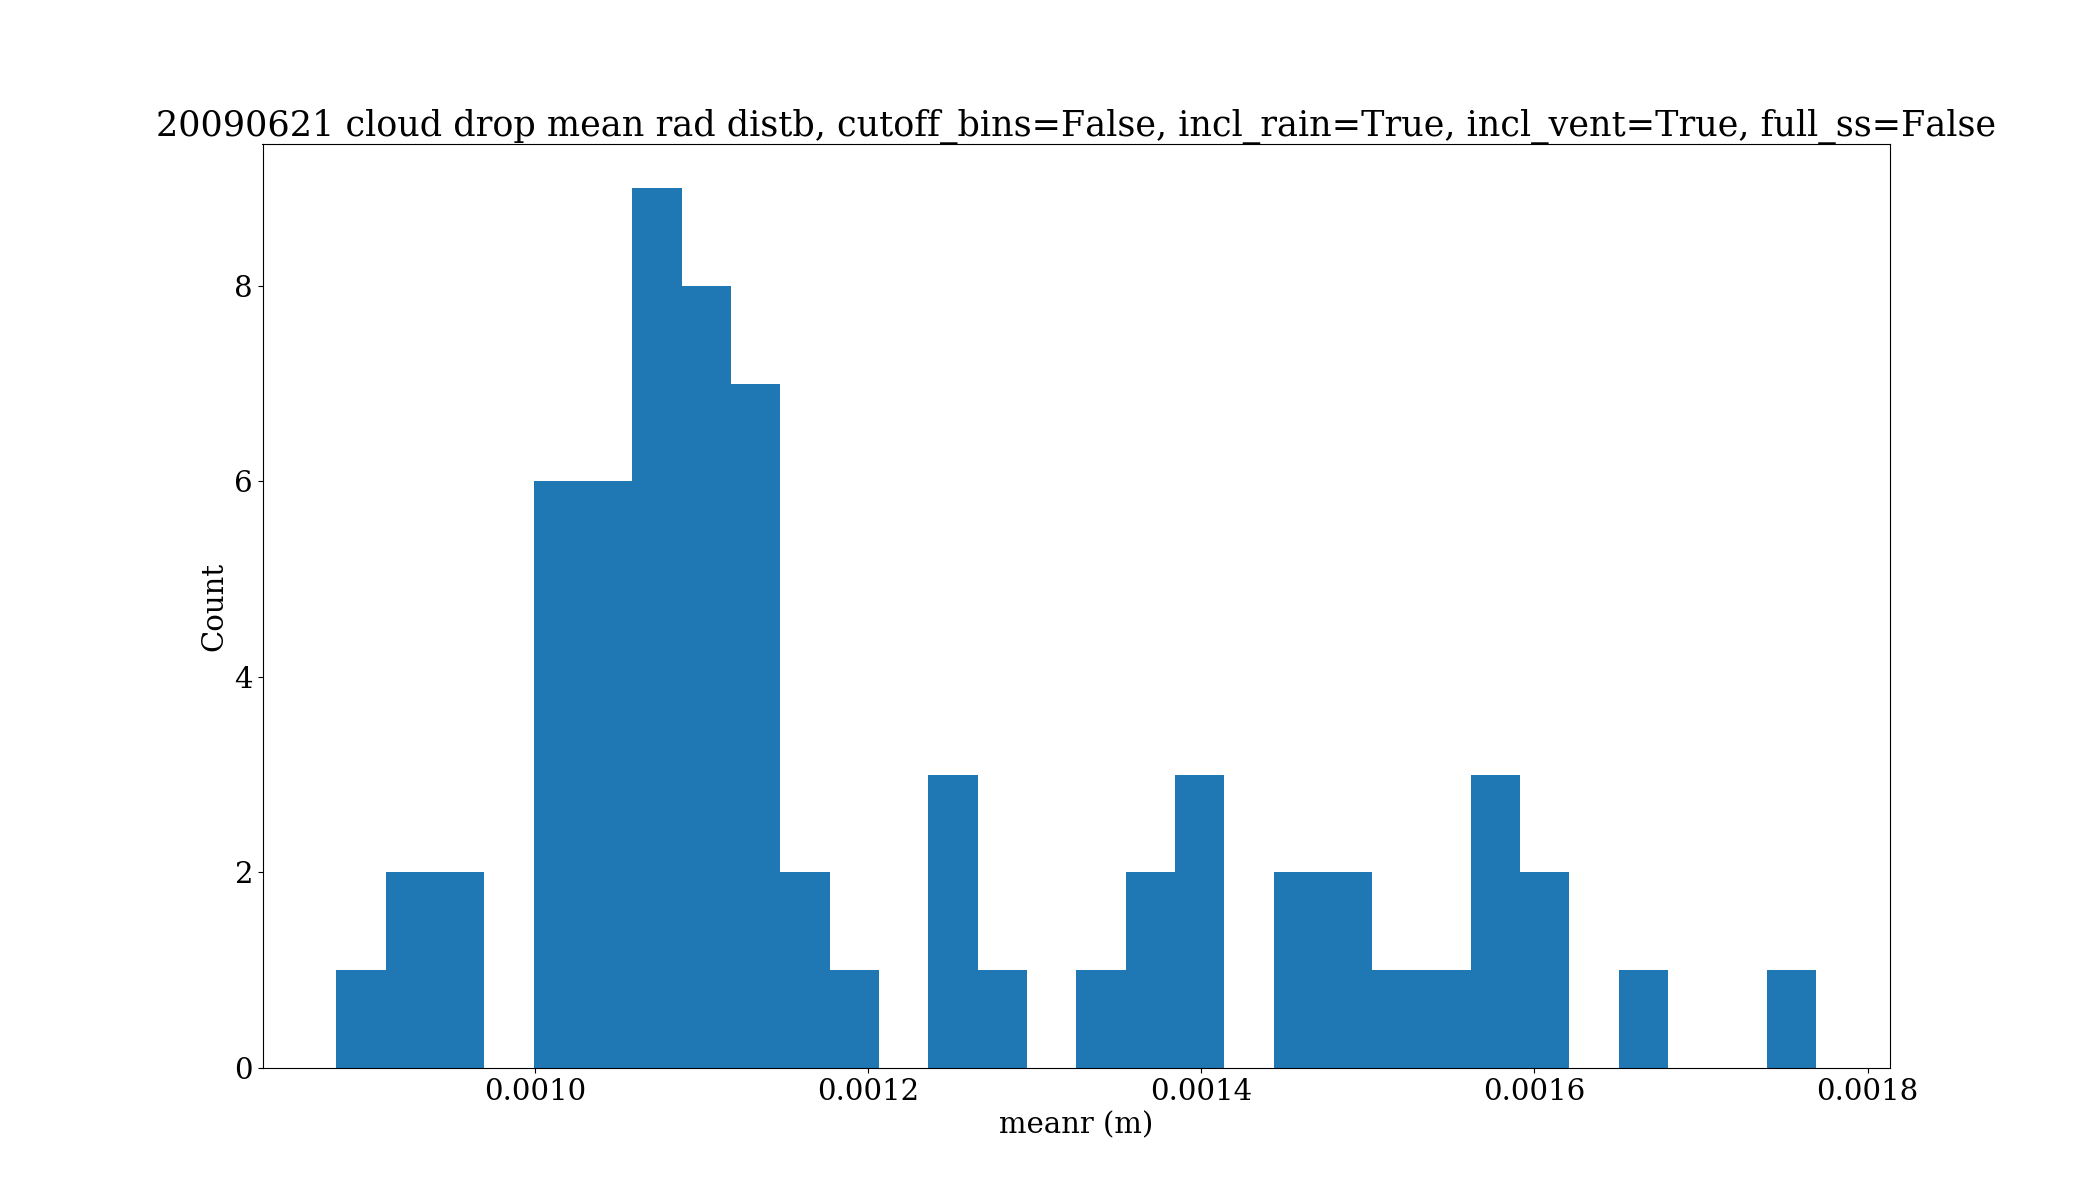 20090621 cloud drop mean rad distb, cutoff_bins=False, incl_rain=True, incl_vent=True, full_ss=False
8
6
4
2
0
Count
0.0010 0.0012 0.0014 0.0016 0.0018
meanr (m)